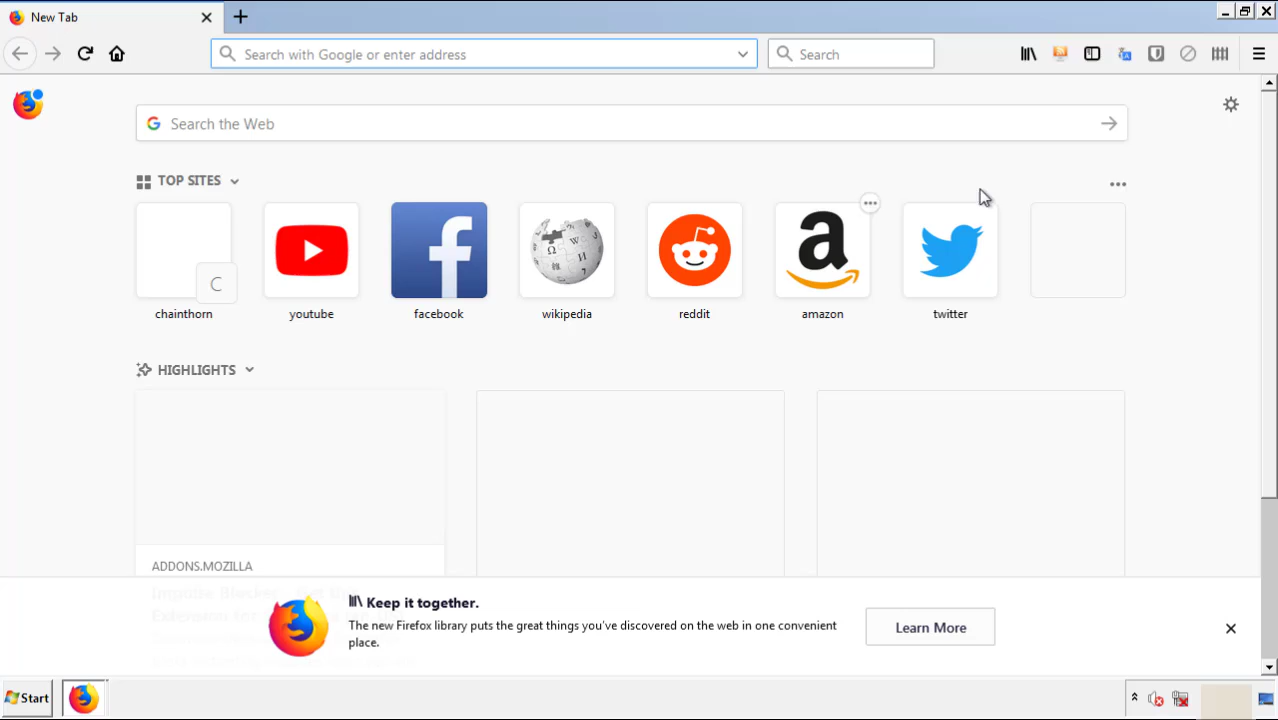 New Tab
Search with Google or enter address
Search
Search the Web
TOP SITES
C
chainthorn
youtube
facebook
wikipedia
reddit
amazon
twitter
HIGHLIGHTS
ADDONS.MOZILLA
Keep it together.
The new Firefox library puts the great things you've discovered on the web in one convenient
place.
Learn More
Start